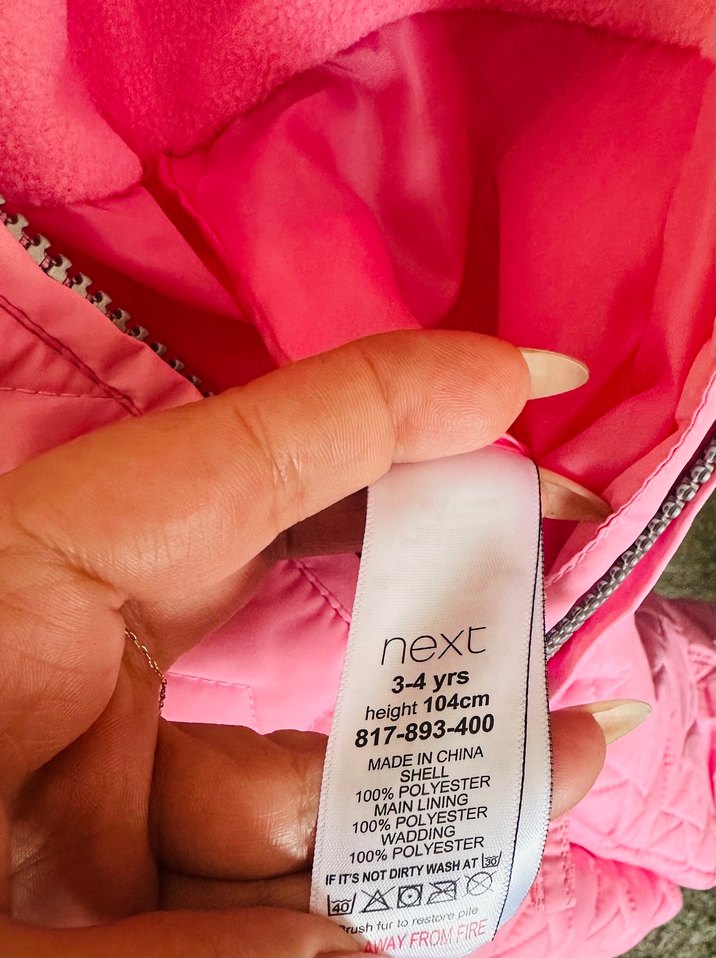 next
3-4 yrs
height 104cm
817-893-400
MADE IN CHINA
SHELL
100% POLYESTER
MAIN LINING
100% POLYESTER
WADDING
100% POLYESTER
IF IT'S NOT DIRTY WASH AT 30
40
Brush fur to restore pile
AWAY FROM FIRE